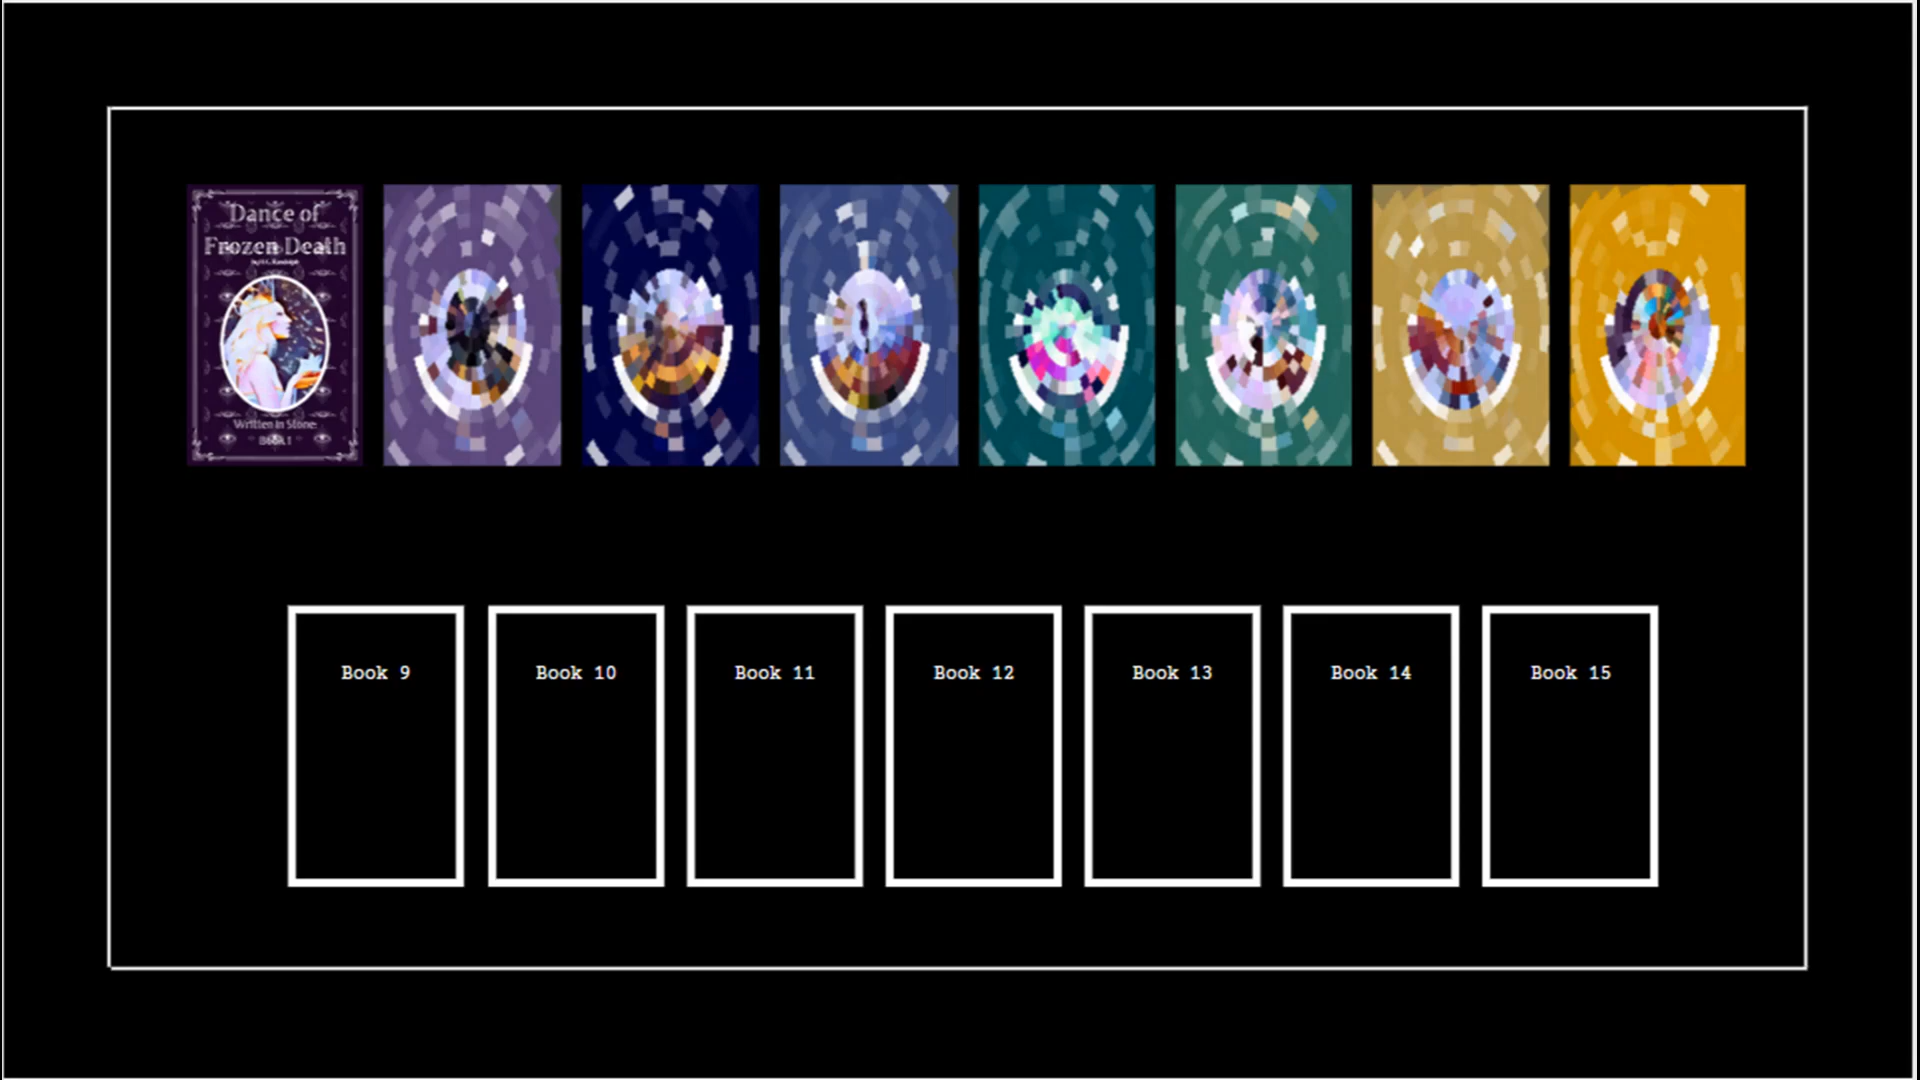 Dance of
Frozen Death
Written in Stone:
Book 1
Book 9
Book 10
Book 11
Book 12
Book 13
Book 14
Book 15